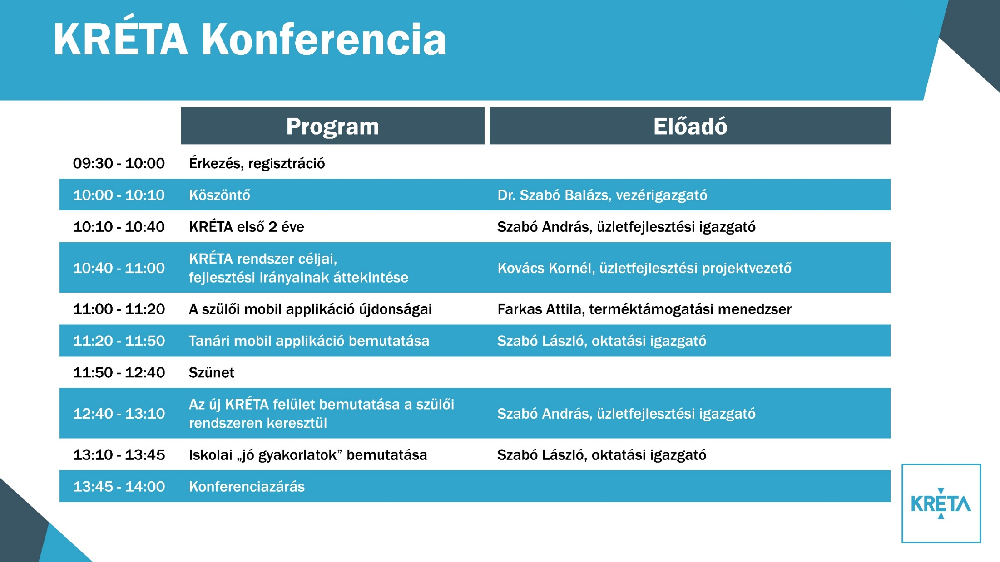 KRÉTA Konferencia
Program Előadó
09:30 - 10:00 Érkezés, regisztráció
10:00 - 10:10 Köszöntő Dr. Szabó Balázs, vezérigazgató
10:10 - 10:40 KRÉTA első 2 éve Szabó András, üzletfejlesztési igazgató
10:40 - 11:00 KRÉTA rendszer céljai,
fejlesztési irányainak áttekintése Kovács Kornél, üzletfejlesztési projektvezető
11:00 - 11:20 A szülői mobil applikáció újdonságai Farkas Attila, terméktámogatási menedzser
11:20 - 11:50 Tanári mobil applikáció bemutatása Szabó László, oktatási igazgató
11:50 - 12:40 Szünet
12:40 - 13:10 Az új KRÉTA felület bemutatása a szülői
rendszeren keresztül Szabó András, üzletfejlesztési igazgató
13:10 - 13:45 Iskolai „jó gyakorlatok” bemutatása Szabó László, oktatási igazgató
13:45 - 14:00 Konferenciazárás
KRÉTA